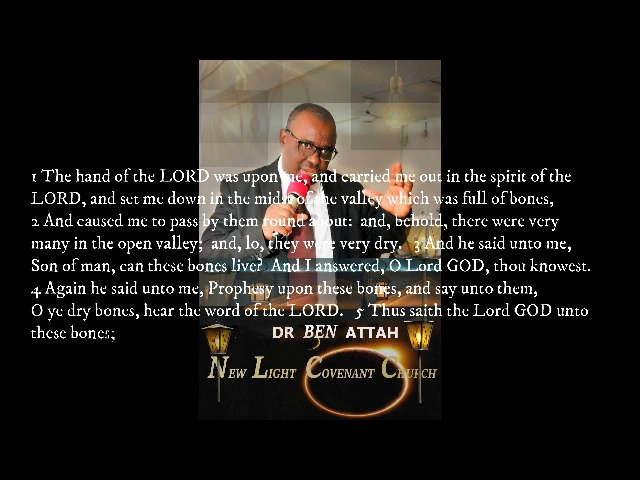 1 The hand of the LORD was upon me, and carried me out in the spirit of the
LORD, and set me down in the midst of the valley which was full of bones,
2 And caused me to pass by them round about: and, behold, there were very
many in the open valley; and, lo, they were very dry. 3 And he said unto me,
Son of man, can these bones live? And I answered, O Lord GOD, thou knowest.
4 Again he said unto me, Prophesy upon these bones, and say unto them,
O ye dry bones, hear the word of the LORD. 5 Thus saith the Lord GOD unto
these bones;
DR BEN ATTAH
New Light Covenant Church